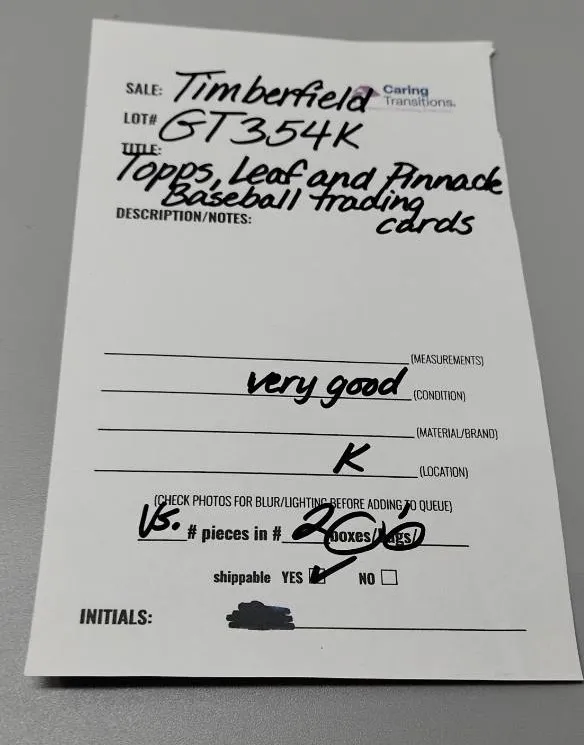 SALE: Timberfield Caring Transitions.
LOT# GT354K
TITLE:
Topps, Leaf and Pinnacle
Baseball trading
cards
DESCRIPTION/NOTES:
(MEASUREMENTS)
very good (CONDITION)
(MATERIAL/BRAND)
K (LOCATION)
(CHECK PHOTOS FOR BLUR/LIGHTING BEFORE ADDING TO QUEUE)
Vs. # pieces in # 2 boxes/bags/
shippable YES NO
INITIALS: